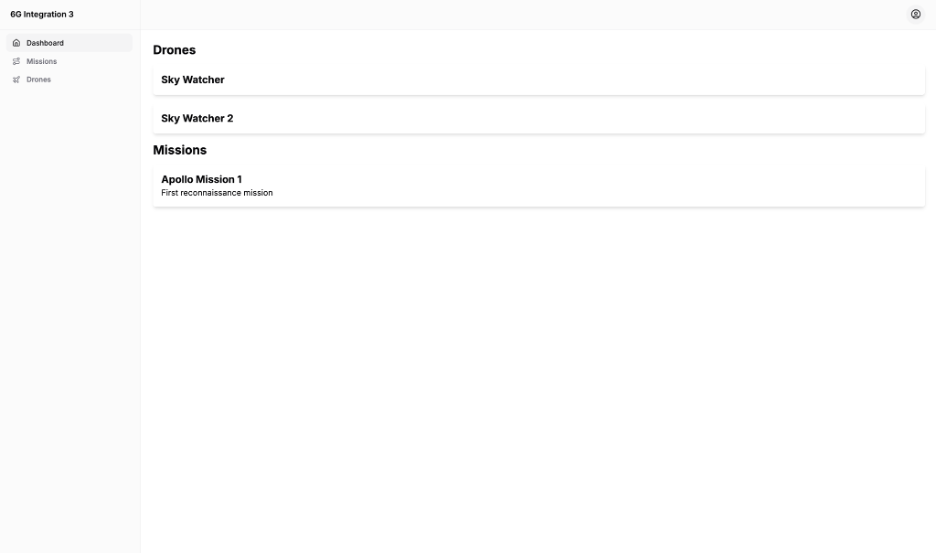 6G Integration 3
Dashboard
Missions
Drones
Drones
Sky Watcher
Sky Watcher 2
Missions
Apollo Mission 1
First reconnaissance mission